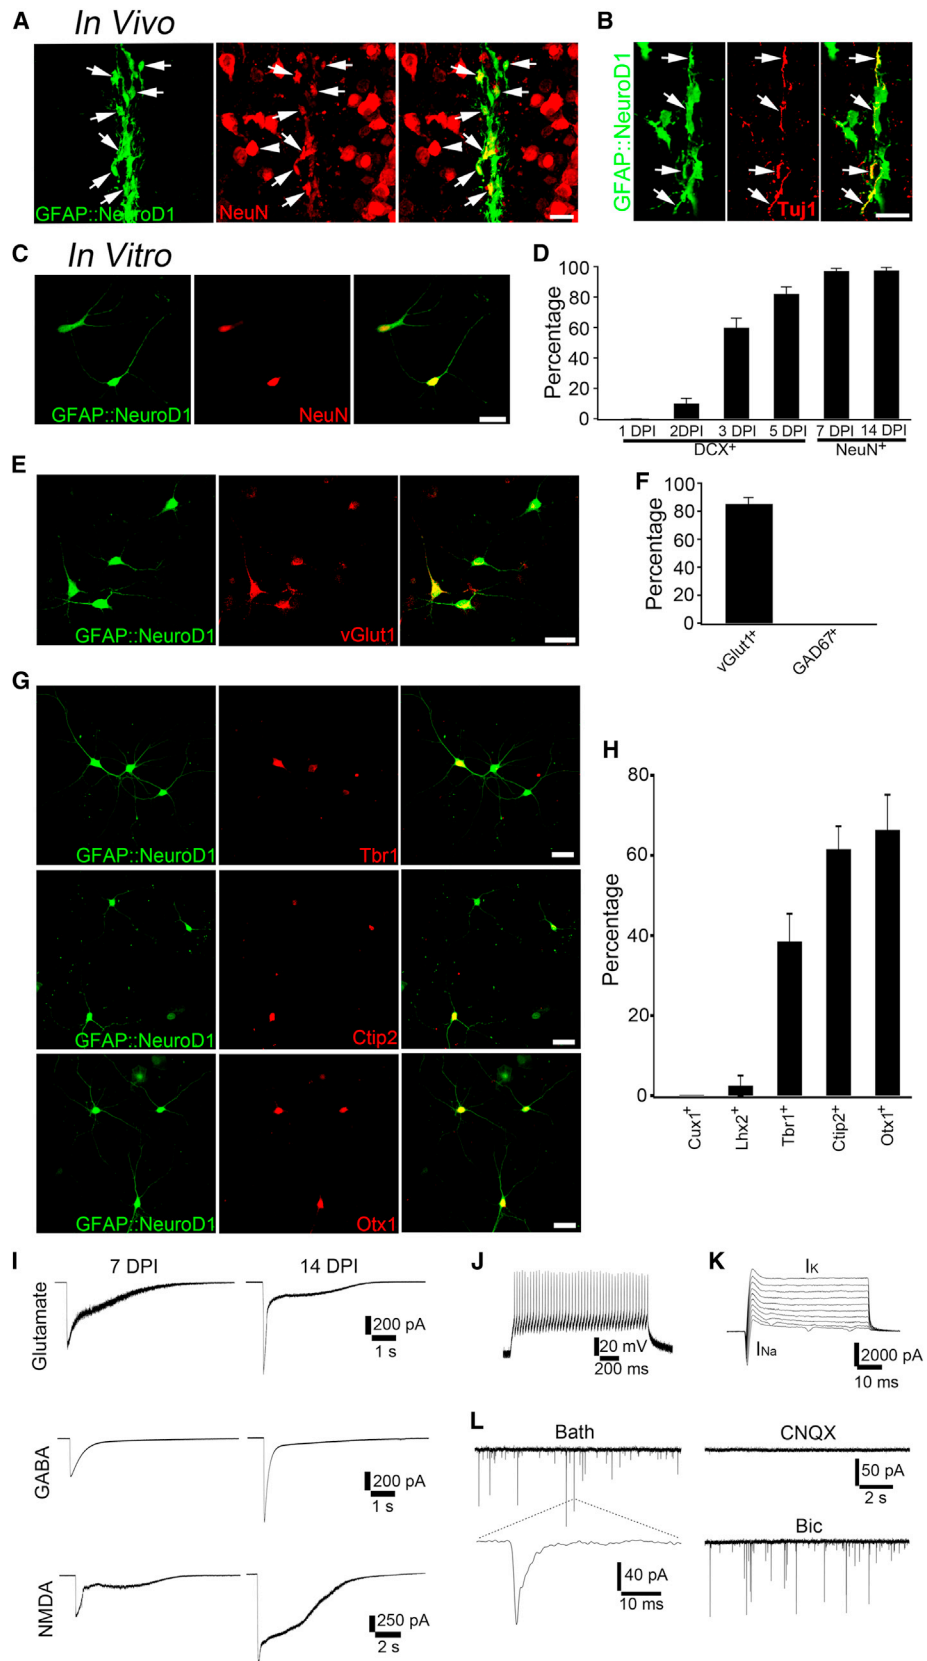 A In Vivo
GFAP::NeuroD1
NeuN
B
GFAP::NeuroD1
Tuj1
C In Vitro
GFAP::NeuroD1
NeuN
D
Percentage
100
80
60
40
20
0
1 DPI 2DPI 3 DPI 5 DPI 7 DPI 14 DPI
DCX+ NeuN+
E
GFAP::NeuroD1
vGlut1
F
Percentage
100
80
60
40
20
0
vGlut1+
GAD67+
G
GFAP::NeuroD1
Tbr1
GFAP::NeuroD1
Ctip2
GFAP::NeuroD1
Otx1
H
Percentage
80
60
40
20
0
Cux1+
Lhx2+
Tbr1+
Ctip2+
Otx1+
I
7 DPI 14 DPI
Glutamate
200 pA
1 s
GABA
200 pA
1 s
NMDA
250 pA
2 s
J
20 mV
200 ms
K
IK
INa
2000 pA
10 ms
L
Bath
40 pA
10 ms
CNQX
50 pA
2 s
Bic